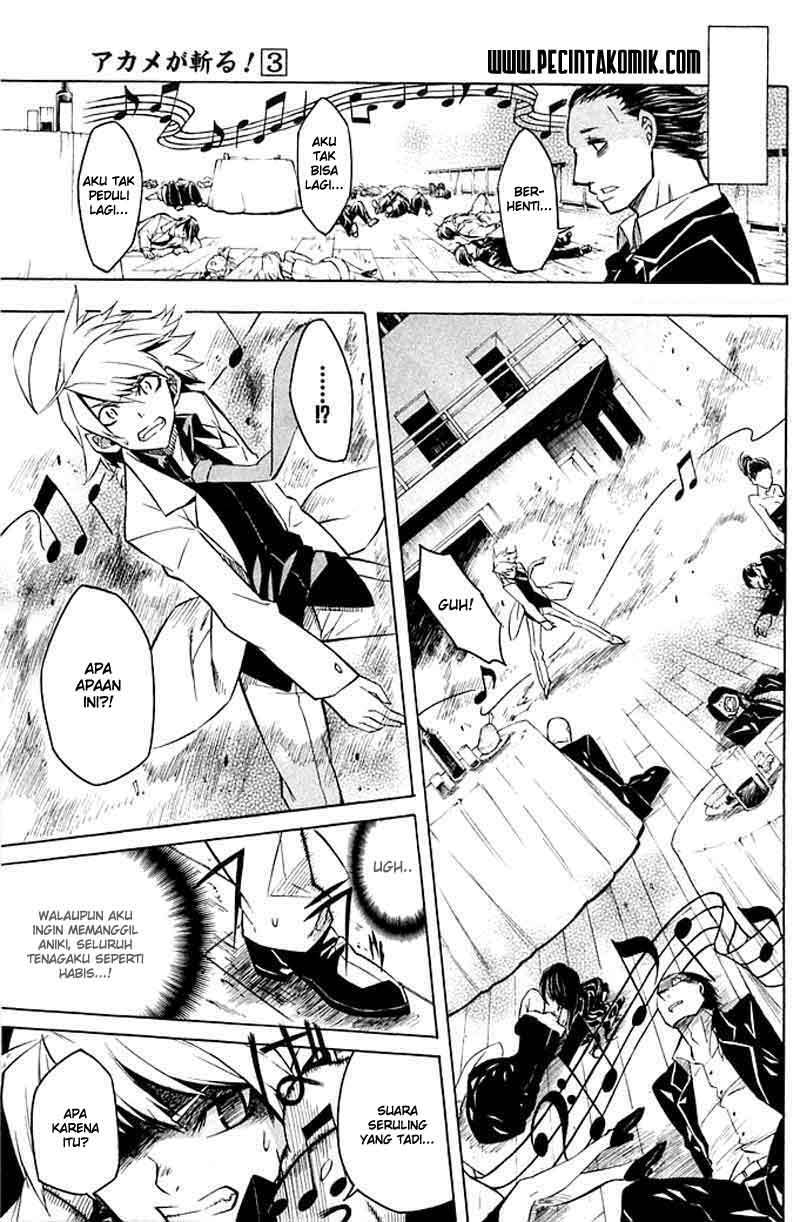 アカメが斬る! 3
WWW.PECINTAKOMIK.COM
BER-
HENTI...
AKU
TAK
BISA
LAGI...
AKU TAK
PEDULI
LAGI...
GUH!
......
!?
APA
APAAN
INI?!
UGH..
WALAUPUN AKU
INGIN MEMANGGIL
ANIKI, SELURUH
TENAGAKU SEPERTI
HABIS....!
SUARA
SERULING
YANG TADI...
APA
KARENA
ITU?